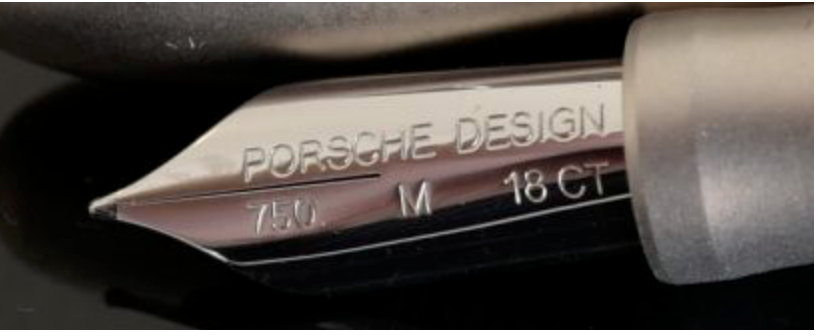 PORSCHE DESIGN
750. M 18 CT